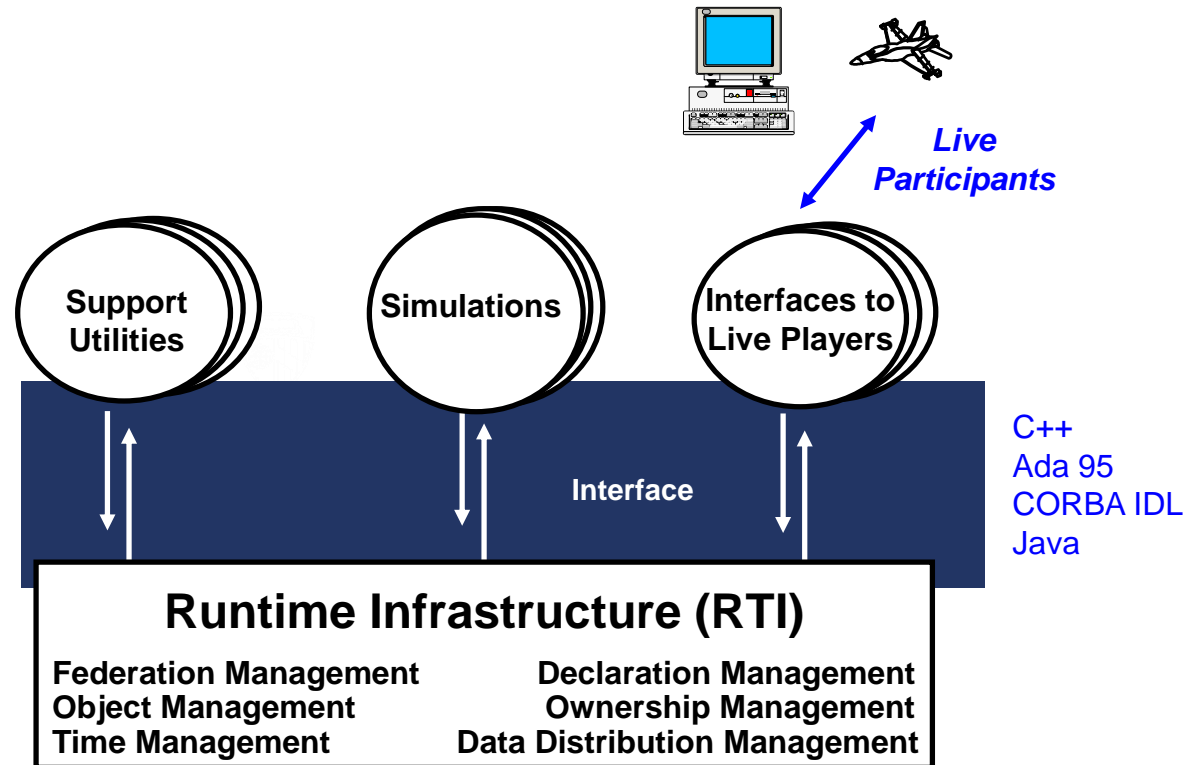 Live
Participants
Support
Utilities
Simulations
Interfaces to
Live Players
Interface
C++
Ada 95
CORBA IDL
Java
Runtime Infrastructure (RTI)
Federation Management
Declaration Management
Object Management
Ownership Management
Time Management
Data Distribution Management